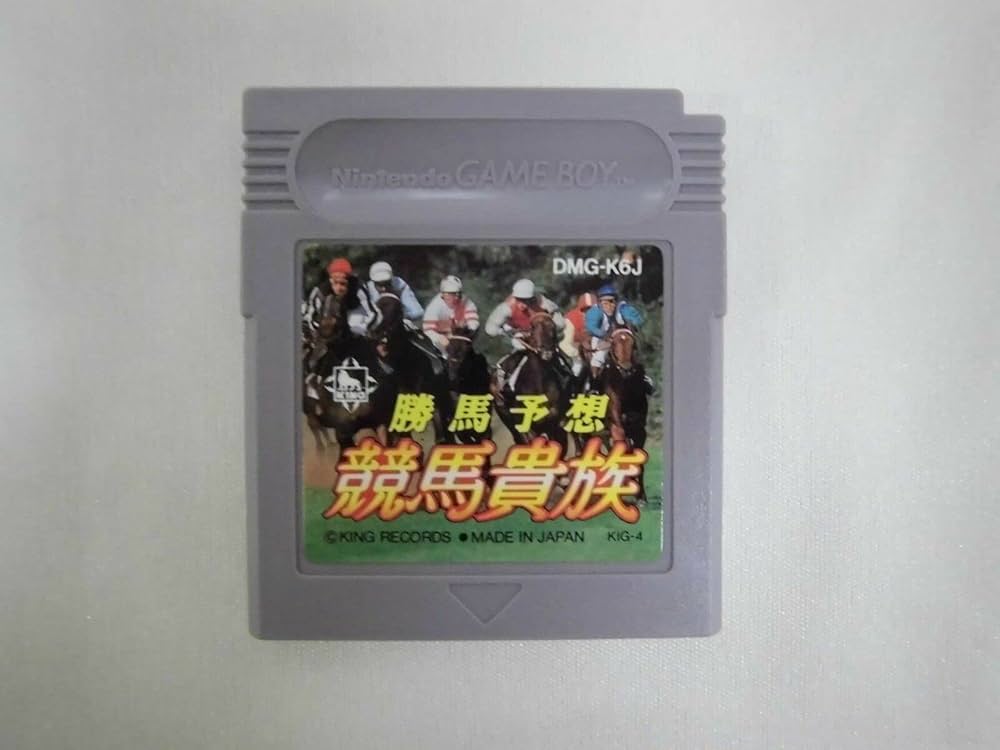 Nintendo GAME BOY TM
DMG-K6J
KING
勝馬予想
競馬貴族
©KING RECORDS ● MADE IN JAPAN KIG-4